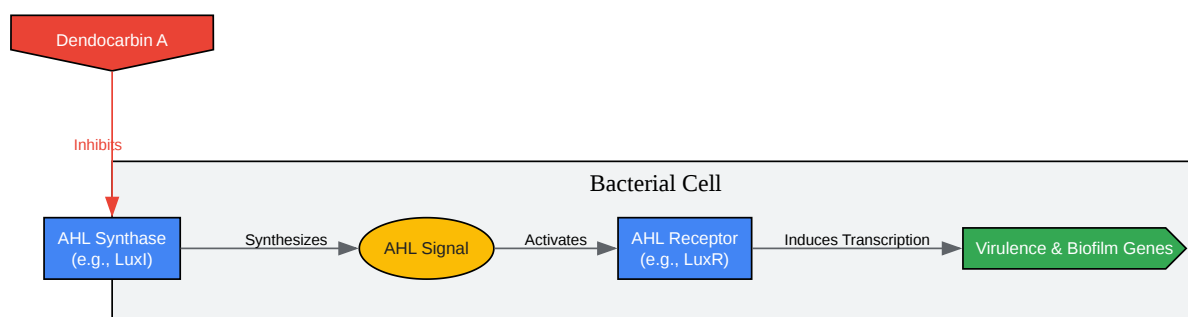 Dendocarbin A
Inhibits
Bacterial Cell
AHL Synthase
(e.g., LuxI)
Synthesizes
AHL Signal
Activates
AHL Receptor
(e.g., LuxR)
Induces Transcription
Virulence & Biofilm Genes